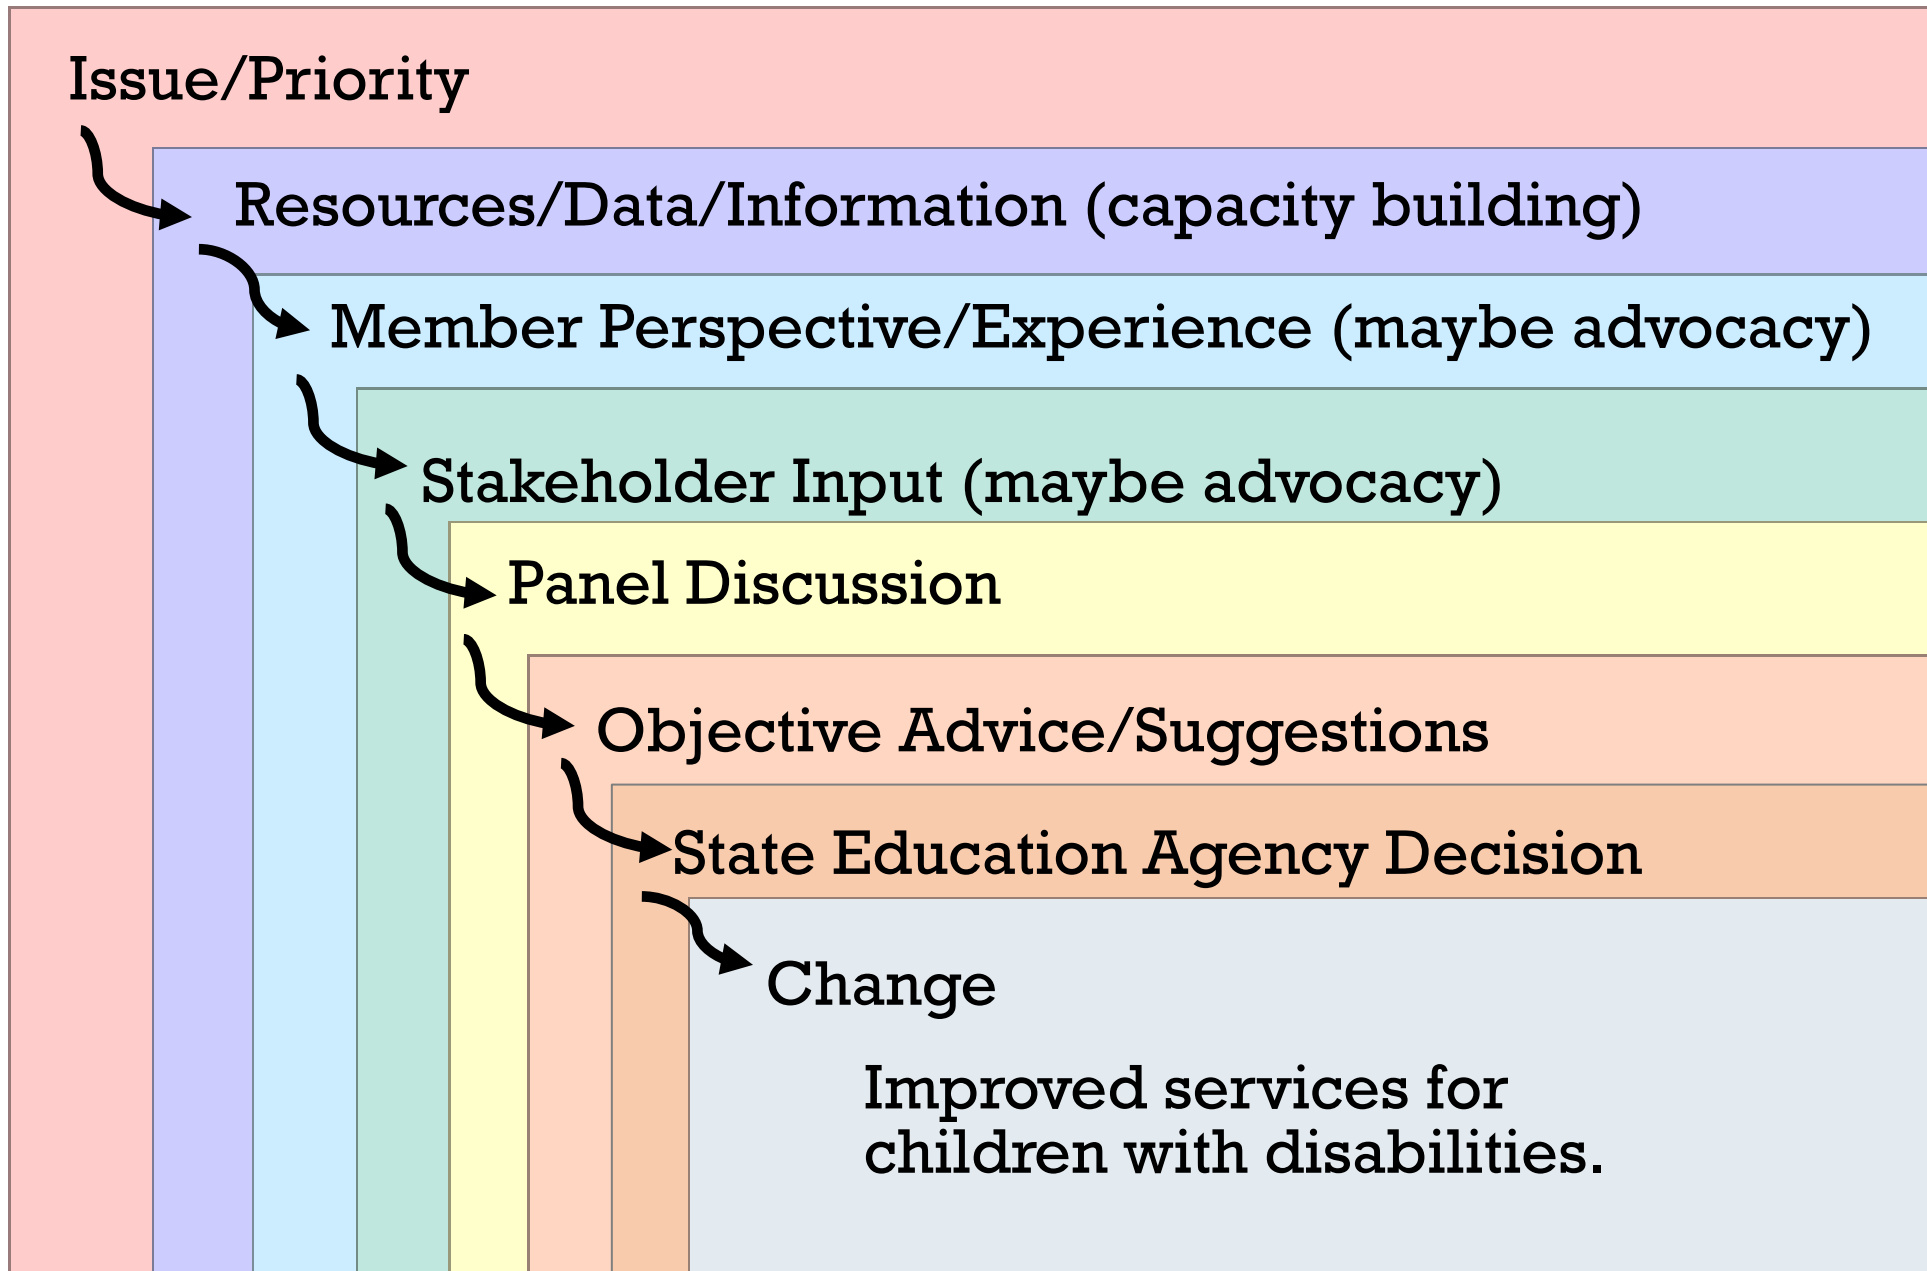 Issue/Priority
Resources/Data/Information (capacity building)
Member Perspective/Experience (maybe advocacy)
Stakeholder Input (maybe advocacy)
Panel Discussion
Objective Advice/Suggestions
State Education Agency Decision
Change
Improved services for
children with disabilities.